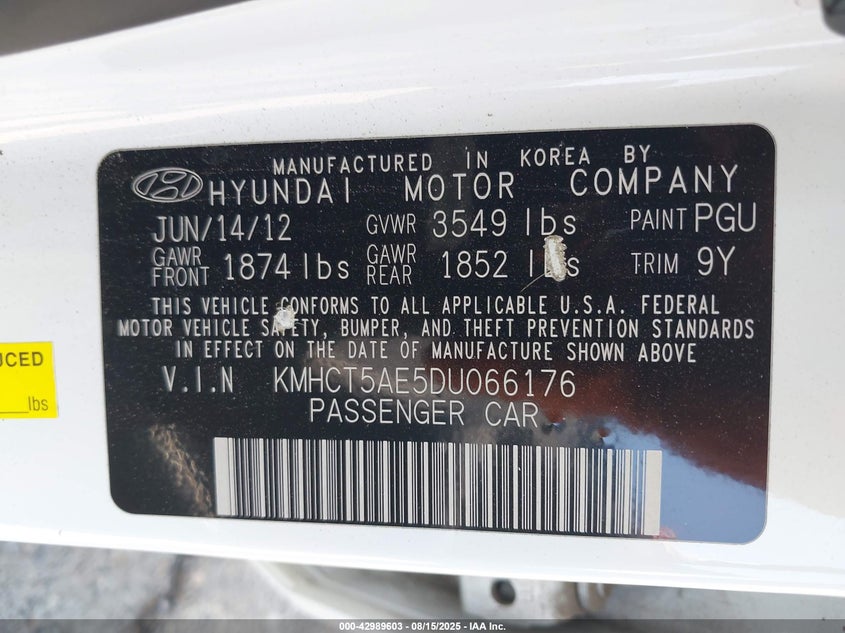 MANUFACTURED IN KOREA BY
HYUNDAI MOTOR COMPANY
JUN/14/12 GVWR 3549 lbs PAINT PGU
GAWR FRONT 1874 lbs GAWR REAR 1852 lbs TRIM 9Y
THIS VEHICLE CONFORMS TO ALL APPLICABLE U.S.A. FEDERAL
MOTOR VEHICLE SAFETY, BUMPER, AND THEFT PREVENTION STANDARDS
IN EFFECT ON THE DATE OF MANUFACTURE SHOWN ABOVE
V.I.N KMHCT5AE5DU066176
PASSENGER CAR
lbs
000-42989603 - 08/15/2025 - IAA Inc.